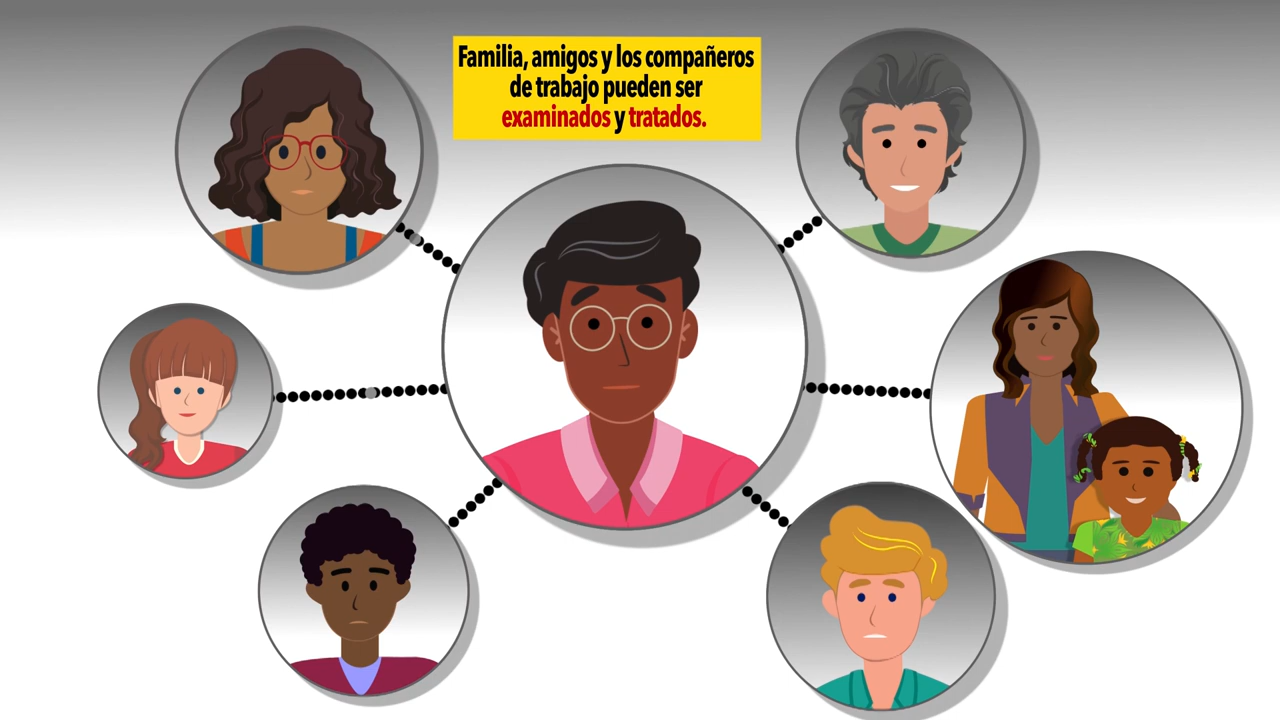 Familia, amigos y los compañeros
de trabajo pueden ser
examinados y tratados.